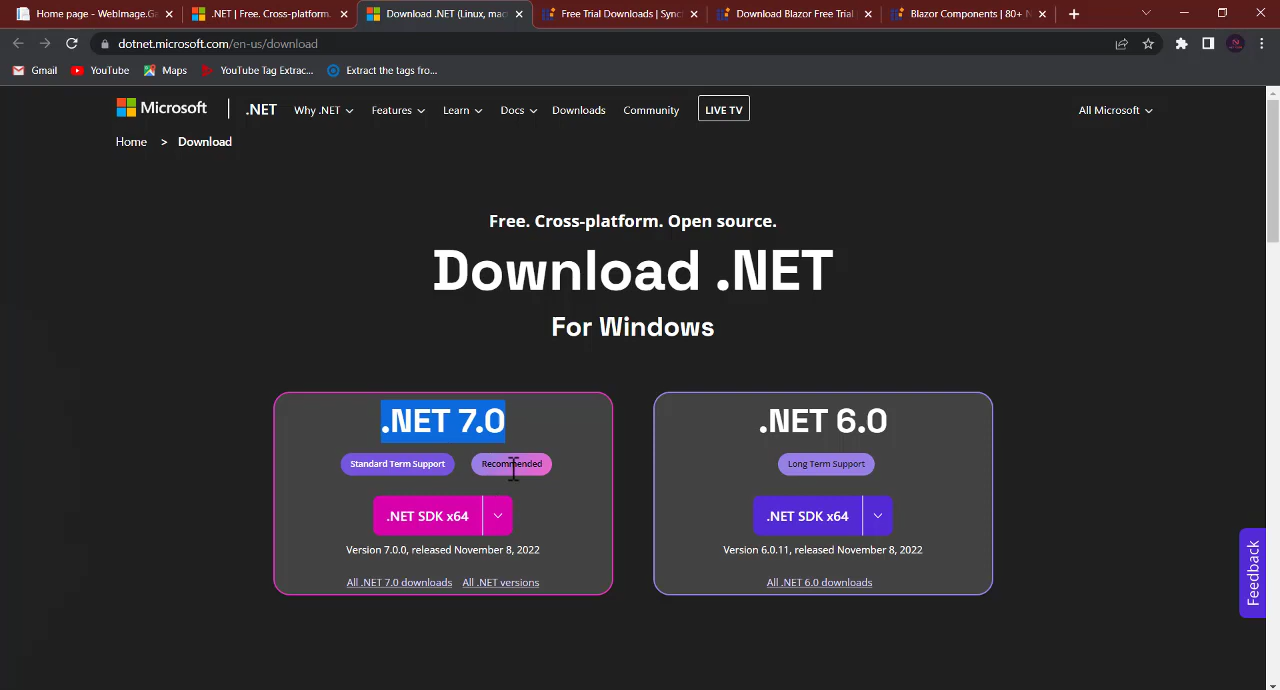 Home page - WebImage.Ga
.NET | Free. Cross-platform.
Download .NET (Linux, mac
Free Trial Downloads | Sync
Download Blazor Free Trial
Blazor Components | 80+ N
dotnet.microsoft.com/en-us/download
Gmail YouTube Maps YouTube Tag Extrac... Extract the tags fro...
Microsoft .NET Why .NET Features Learn Docs Downloads Community LIVE TV All Microsoft
Home > Download
Free. Cross-platform. Open source.
Download .NET
For Windows
.NET 7.0
Standard Term Support Recommended
.NET SDK x64
Version 7.0.0, released November 8, 2022
All .NET 7.0 downloads All .NET versions
.NET 6.0
Long Term Support
.NET SDK x64
Version 6.0.11, released November 8, 2022
All .NET 6.0 downloads
Feedback